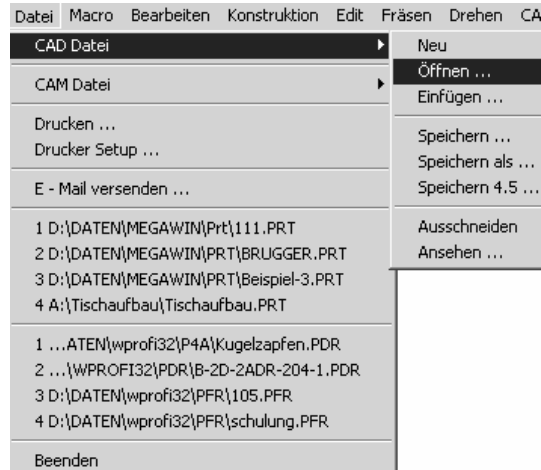 Datei Macro Bearbeiten Konstruktion Edit Fräsen Drehen CA
CAD Datei
CAM Datei
Drucken ...
Drucker Setup ...
E - Mail versenden ...
1 D:\DATEN\MEGAWIN\Prt\111.PRT
2 D:\DATEN\MEGAWIN\PRT\BRUGGER.PRT
3 D:\DATEN\MEGAWIN\PRT\Beispiel-3.PRT
4 A:\Tischaufbau\Tischaufbau.PRT
1 ...ATEN\wprofi32\P4A\Kugelzapfen.PDR
2 ...\WPROFI32\PDR\B-2D-2ADR-204-1.PDR
3 D:\DATEN\wprofi32\PFR\105.PFR
4 D:\DATEN\wprofi32\PFR\schulung.PFR
Beenden
Neu
Öffnen ...
Einfügen ...
Speichern ...
Speichern als ...
Speichern 4.5 ...
Ausschneiden
Ansehen ...